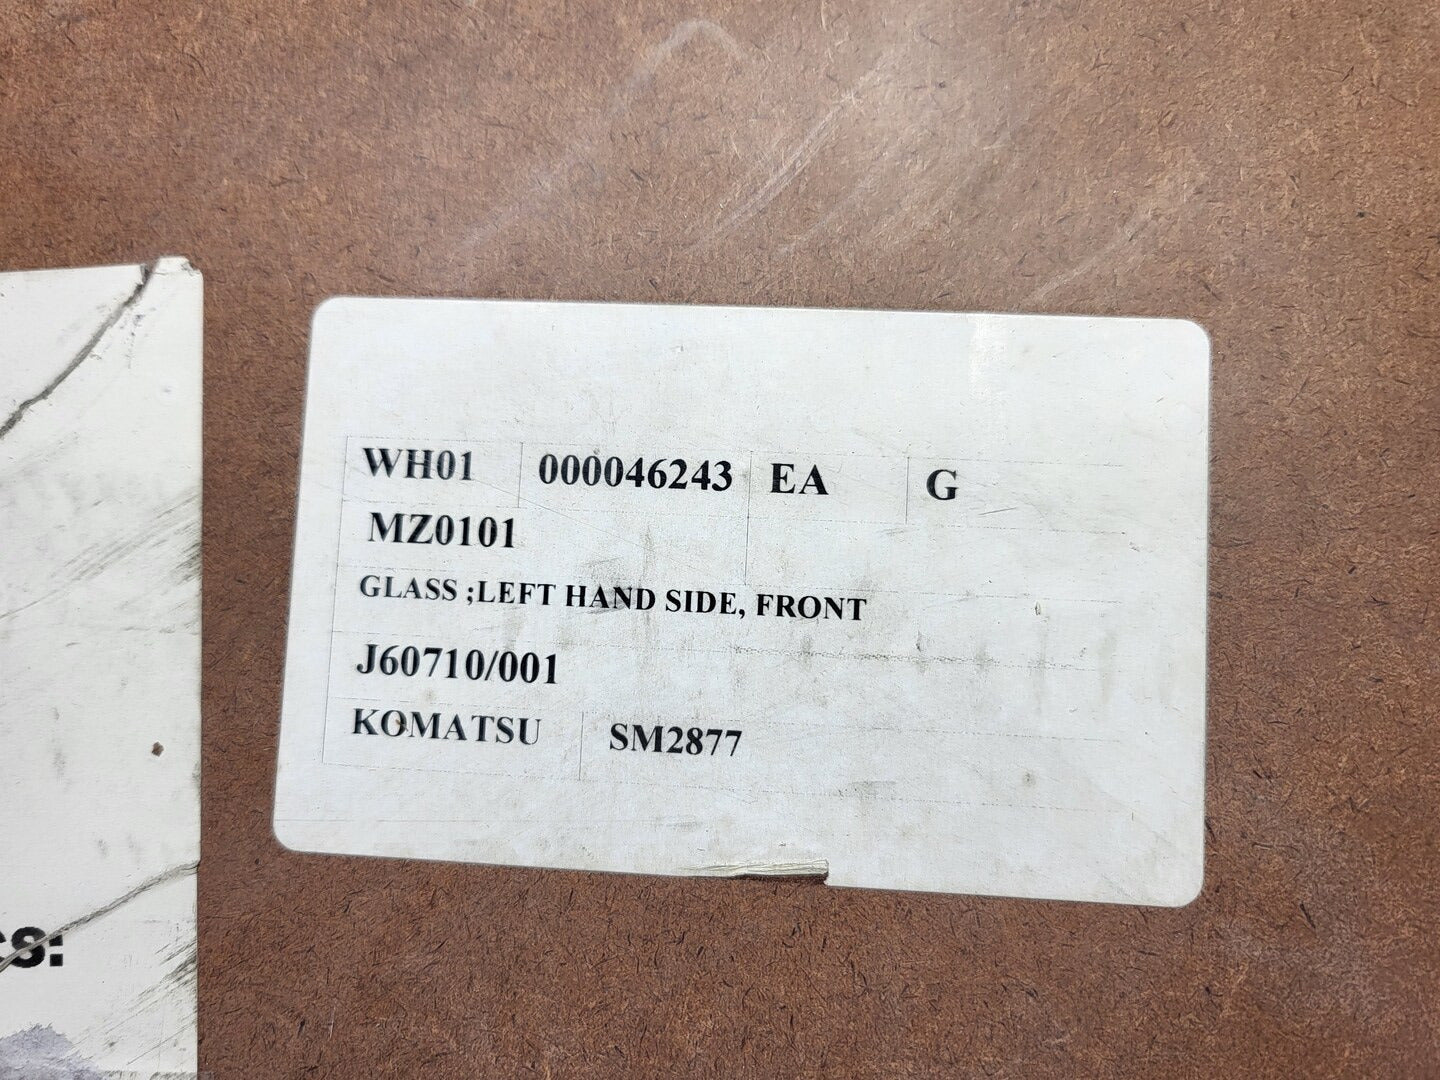 WH01 000046243 EA G
MZ0101
GLASS ;LEFT HAND SIDE, FRONT
J60710/001
KOMATSU SM2877